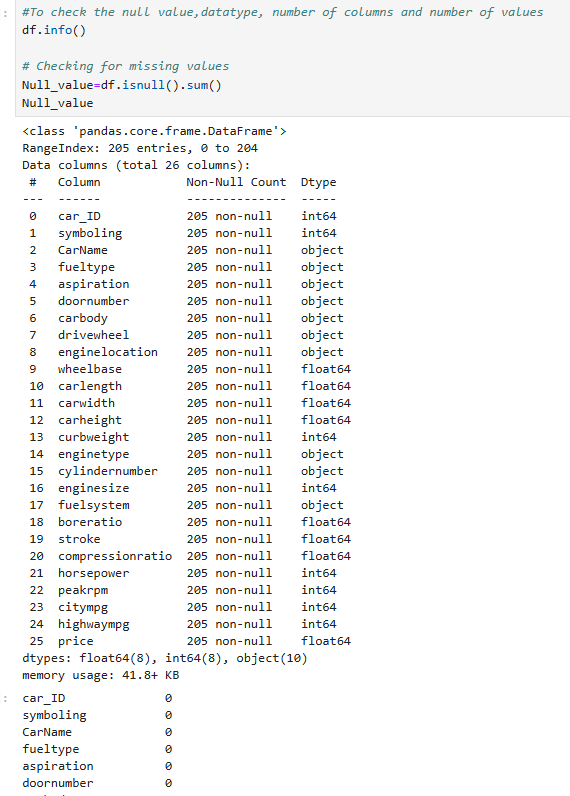 #To check the null value,datatype, number of columns and number of values
df.info()
# Checking for missing values
Null_value=df.isnull().sum()
Null_value
<class 'pandas.core.frame.DataFrame'>
RangeIndex: 205 entries, 0 to 204
Data columns (total 26 columns):
 #   Column            Non-Null Count  Dtype
---  ------            --------------  -----
 0   car_ID            205 non-null    int64
 1   symboling         205 non-null    int64
 2   CarName           205 non-null    object
 3   fueltype          205 non-null    object
 4   aspiration        205 non-null    object
 5   doornumber        205 non-null    object
 6   carbody           205 non-null    object
 7   drivewheel        205 non-null    object
 8   enginelocation    205 non-null    object
 9   wheelbase         205 non-null    float64
 10  carlength         205 non-null    float64
 11  carwidth          205 non-null    float64
 12  carheight         205 non-null    float64
 13  curbweight        205 non-null    int64
 14  enginetype        205 non-null    object
 15  cylindernumber    205 non-null    object
 16  enginesize        205 non-null    int64
 17  fuelsystem        205 non-null    object
 18  boreratio         205 non-null    float64
 19  stroke            205 non-null    float64
 20  compressionratio  205 non-null    float64
 21  horsepower        205 non-null    int64
 22  peakrpm           205 non-null    int64
 23  citympg           205 non-null    int64
 24  highwaympg        205 non-null    int64
 25  price             205 non-null    float64
dtypes: float64(8), int64(8), object(10)
memory usage: 41.8+ KB
car_ID              0
symboling           0
CarName             0
fueltype            0
aspiration          0
doornumber          0